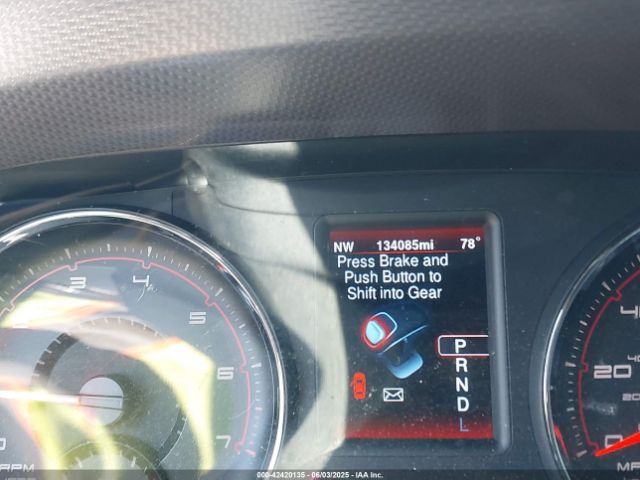 NW 134085mi 78°
Press Brake and
Push Button to
Shift into Gear
P
R
N
D
L
3 4 5 6 7
RPM
20
0
000-42420135 - 06/03/2025 - IAA Inc.